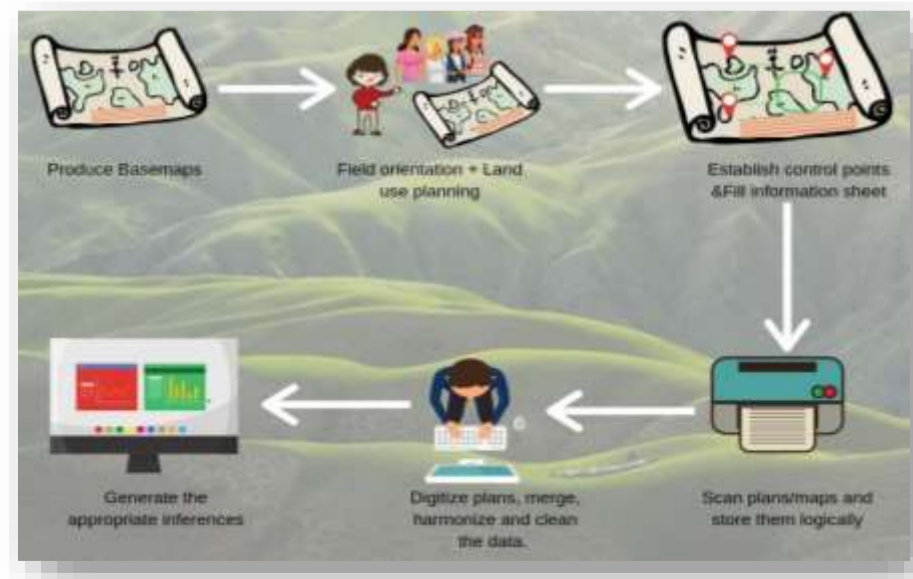 Produce Basemaps
Field orientation + Land
use planning
Establish control points
&Fill information sheet
Scan plans/maps and
store them logically
Digitize plans, merge,
harmonize and clean
the data.
Generate the
appropriate inferences